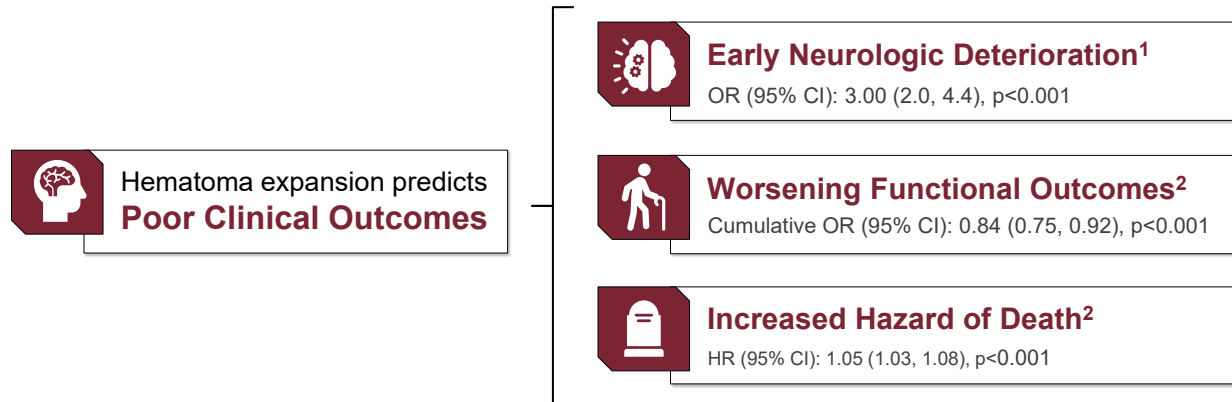 Hematoma expansion predicts
Poor Clinical Outcomes
Early Neurologic Deterioration¹
OR (95% CI): 3.00 (2.0, 4.4), p<0.001
Worsening Functional Outcomes²
Cumulative OR (95% CI): 0.84 (0.75, 0.92), p<0.001
Increased Hazard of Death²
HR (95% CI): 1.05 (1.03, 1.08), p<0.001